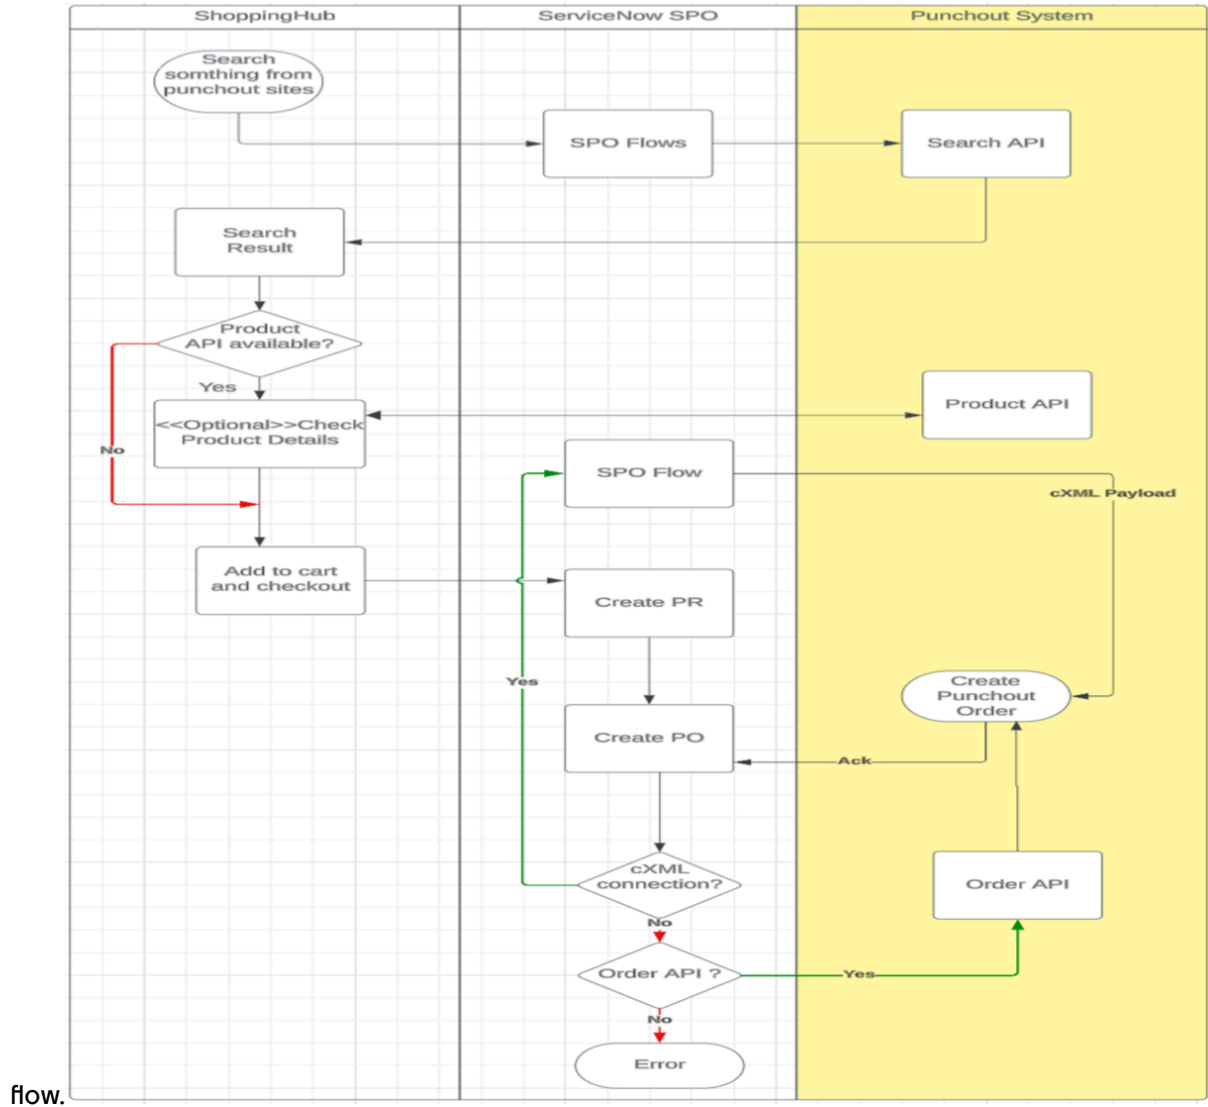 ShoppingHub
ServiceNow SPO
Punchout System
Search
somthing from
punchout sites
SPO Flows
Search API
Search
Result
Product
API available?
Yes
No
<<Optional>>Check
Product Details
Product API
SPO Flow
cXML Payload
Add to cart
and checkout
Create PR
Yes
Create PO
Create
Punchout
Order
Ack
cXML
connection?
No
Order API
Order API ?
Yes
No
Error
flow.